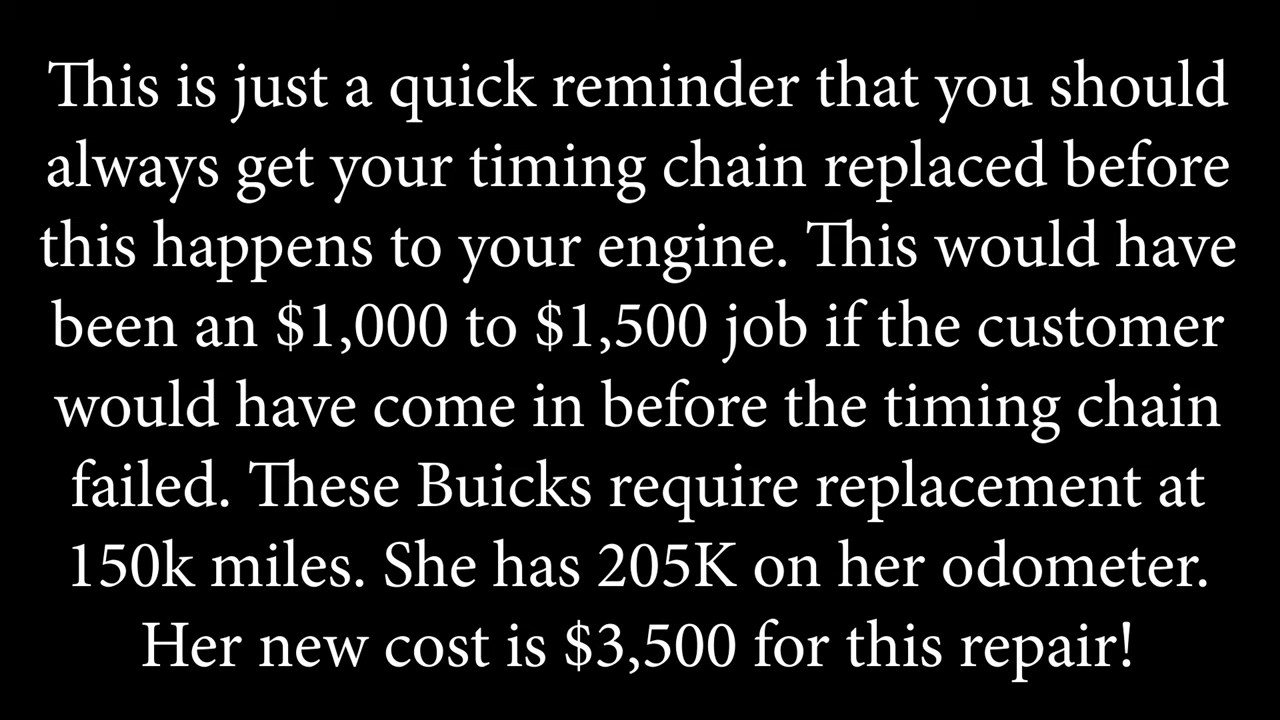 This is just a quick reminder that you should
always get your timing chain replaced before
this happens to your engine. This would have
been an $1,000 to $1,500 job if the customer
would have come in before the timing chain
failed. These Buicks require replacement at
150k miles. She has 205K on her odometer.
Her new cost is $3,500 for this repair!